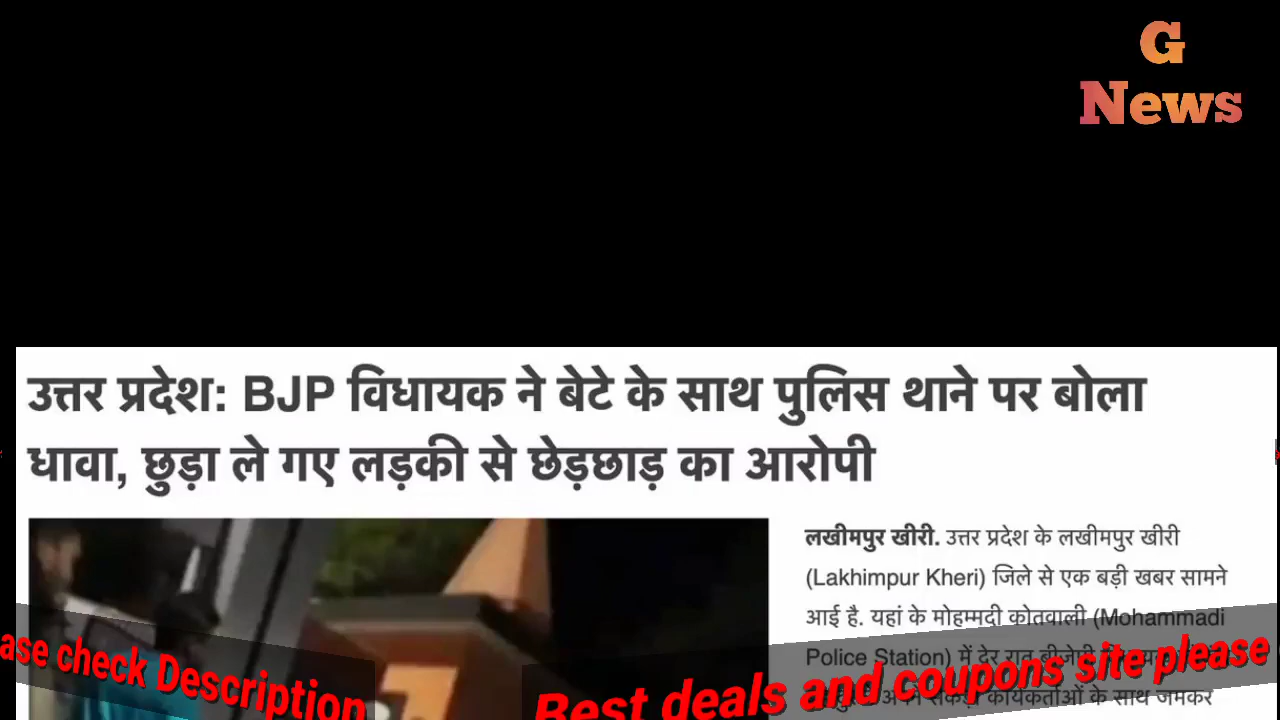 G
News
उत्तर प्रदेश: BJP विधायक ने बेटे के साथ पुलिस थाने पर बोला
धावा, छुड़ा ले गए लड़की से छेड़छाड़ का आरोपी
लखीमपुर खीरी. उत्तर प्रदेश के लखीमपुर खीरी
(Lakhimpur Kheri) जिले से एक बड़ी खबर सामने
आई है. यहां के मोहम्मदी कोतवाली (Mohammadi
Police Station) में देर रात बीजेपी
कार्यकर्ताओं के साथ जमकर
check Description
Best deals and coupons site please